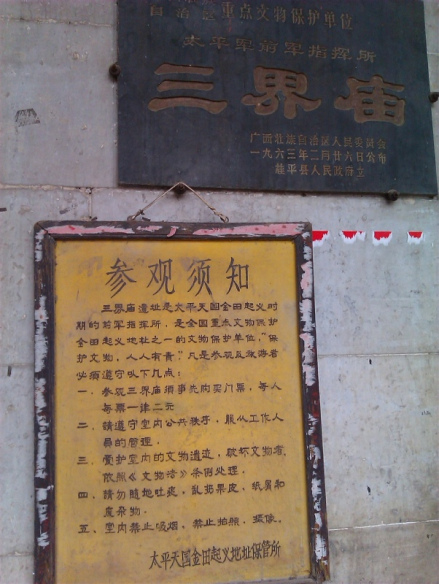 自治区重点文物保护单位
太平军前军指挥所
三界庙
广西壮族自治区人民委员会
一九六三年二月廿六日公布
桂平县人民政府立
参观须知
三界庙遗址是太平天国金田起义时
期的前军指挥所，是全国重点文物保护
金田起义地址之一的文物保护单位，“保
护文物，人人有责”凡是参观瓦放游者
必须遵守以下几点：
一、参观三界庙须事先购买门票，每人
每票一律二元
二、请遵守室内公共秩序，服从工作人
员的管理．
三、爱护室内的文物遗迹，破坏文物者，
依照《文物法》条例处理．
四、请勿随地吐痰，乱扔果皮，纸屑和
废杂物．
五、室内禁止吸烟，禁止拍照，摄像．
太平天国金田起义地址保管所